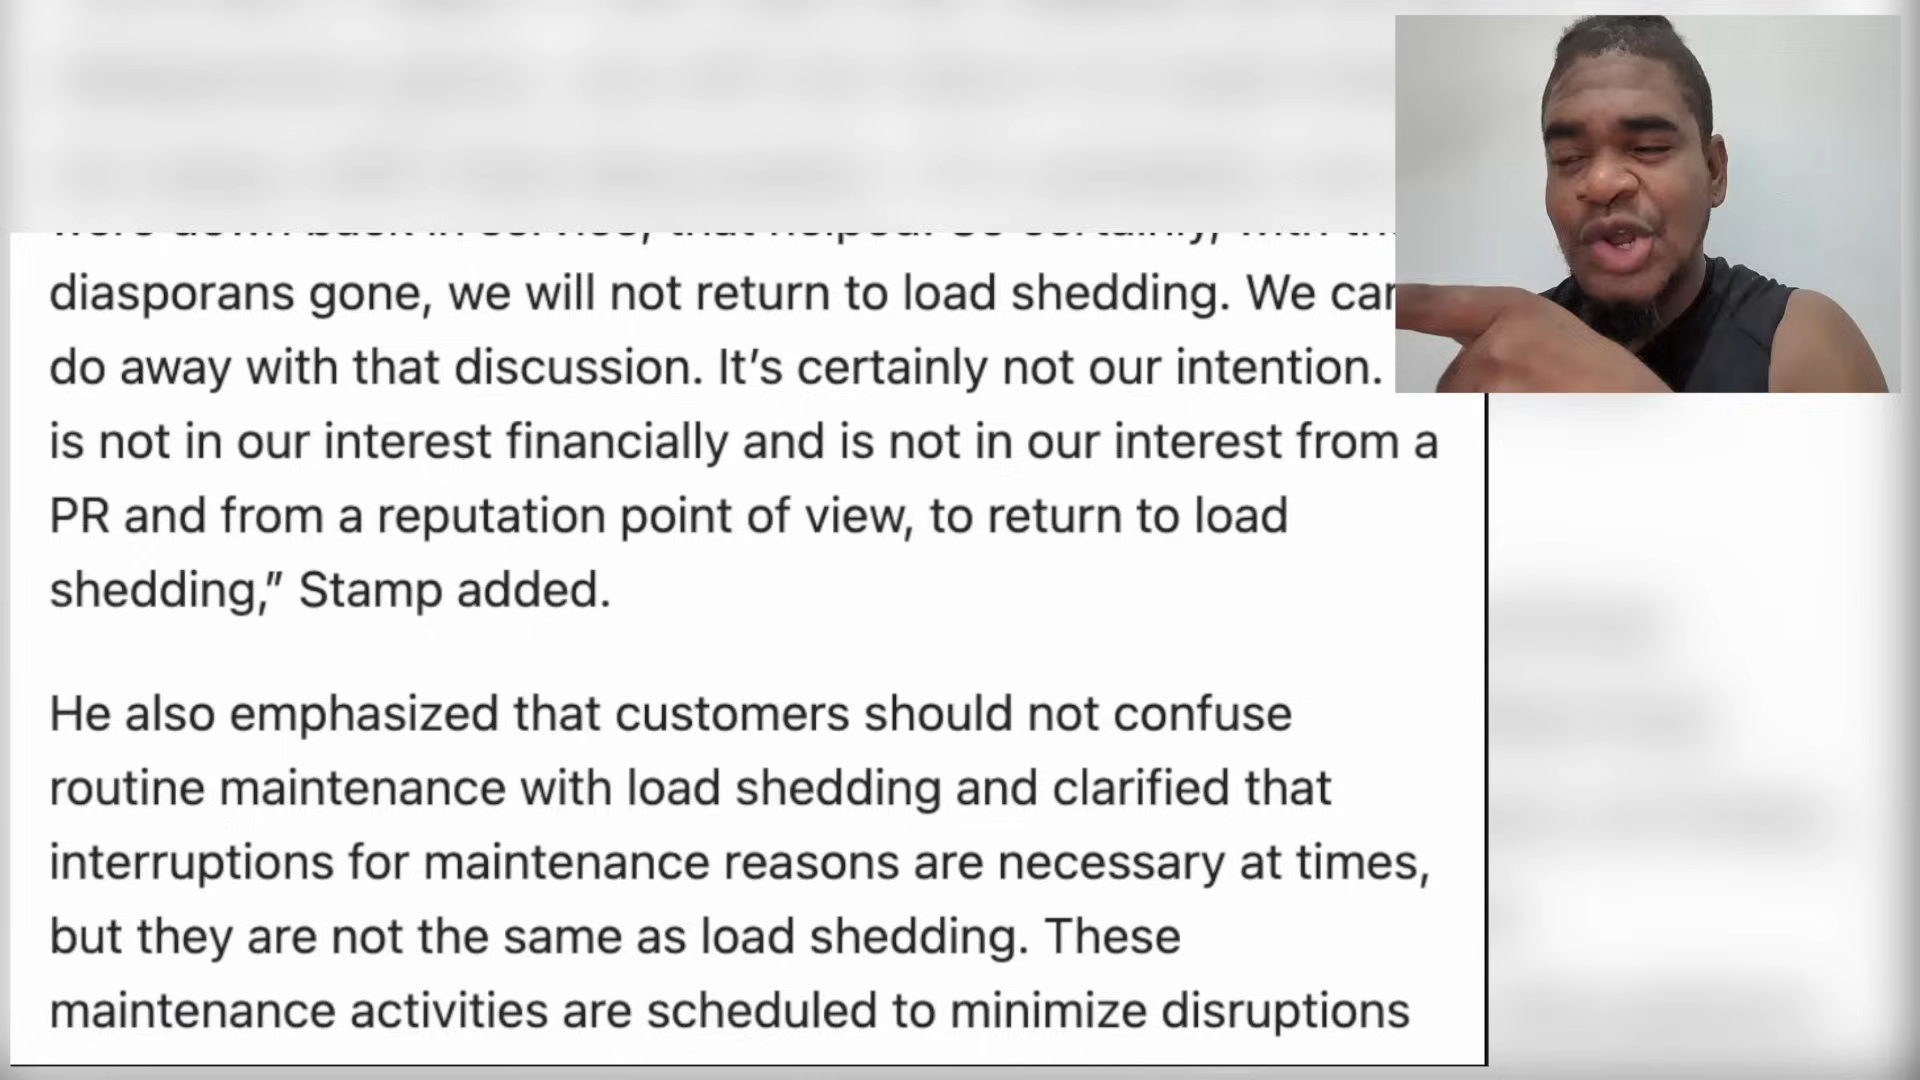 diasporans gone, we will not return to load shedding. We can
do away with that discussion. It’s certainly not our intention.
is not in our interest financially and is not in our interest from a
PR and from a reputation point of view, to return to load
shedding,” Stamp added.
He also emphasized that customers should not confuse
routine maintenance with load shedding and clarified that
interruptions for maintenance reasons are necessary at times,
but they are not the same as load shedding. These
maintenance activities are scheduled to minimize disruptions